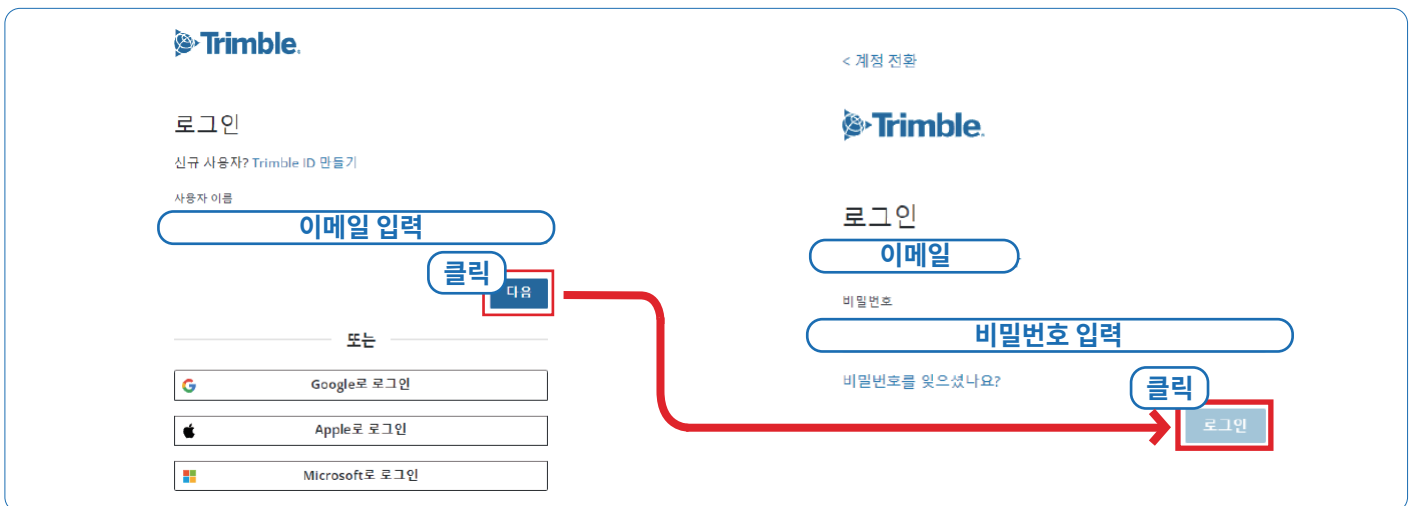 Trimble.
로그인
신규 사용자? Trimble ID 만들기
사용자 이름
이메일 입력
클릭
다음
또는
Google로 로그인
Apple로 로그인
Microsoft로 로그인
< 계정 전환
Trimble.
로그인
이메일
비밀번호
비밀번호 입력
비밀번호를 잊으셨나요?
클릭
로그인